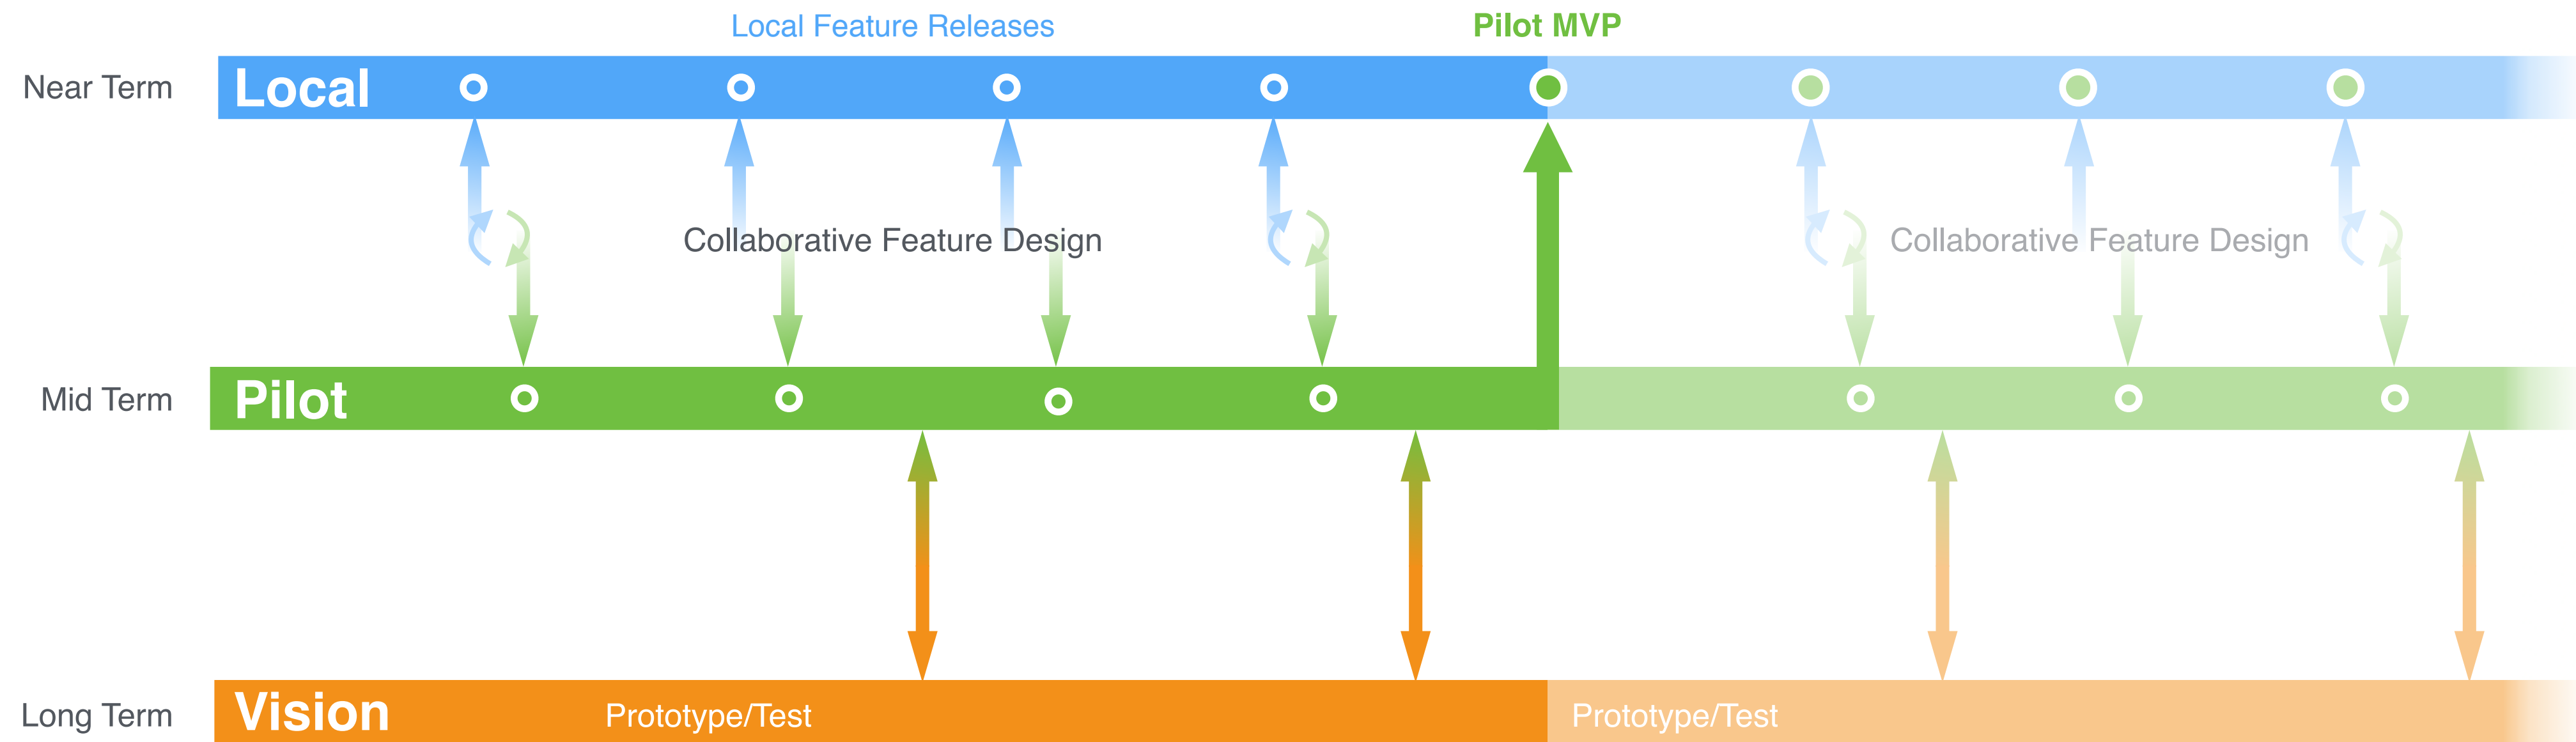 Local Feature Releases
Pilot MVP
Near Term
Local
Collaborative Feature Design
Collaborative Feature Design
Mid Term
Pilot
Long Term
Vision
Prototype/Test
Prototype/Test